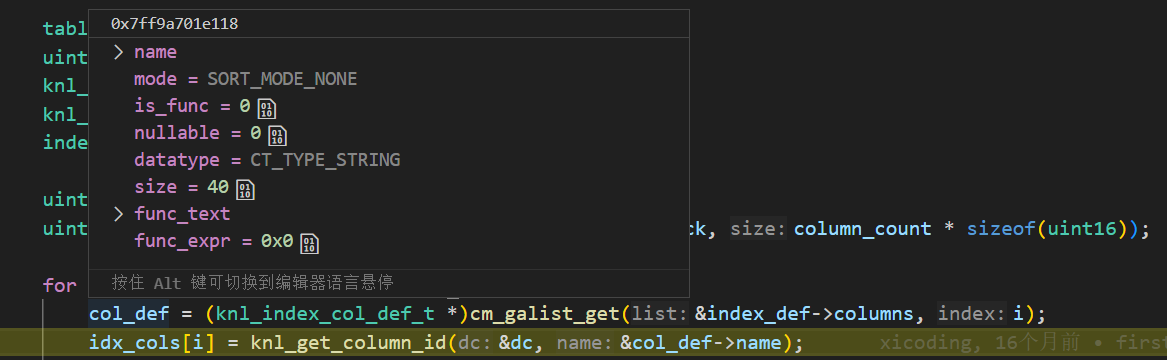 0x7ff9a701e118
tabl
name
uint
mode = SORT_MODE_NONE
knl_
is_func = 0
knl_
nullable = 0
inde
datatype = CT_TYPE_STRING
size = 40
uint
func_text
uint
ck, size: column_count * sizeof(uint16));
func_expr = 0x0
for
按住 Alt 键可切换到编辑器语言悬停
col_def = (knl_index_col_def_t *)cm_galist_get(list: &index_def->columns, index: i);
idx_cols[i] = knl_get_column_id(dc: &dc, name: &col_def->name); xicoding, 16个月前 • first